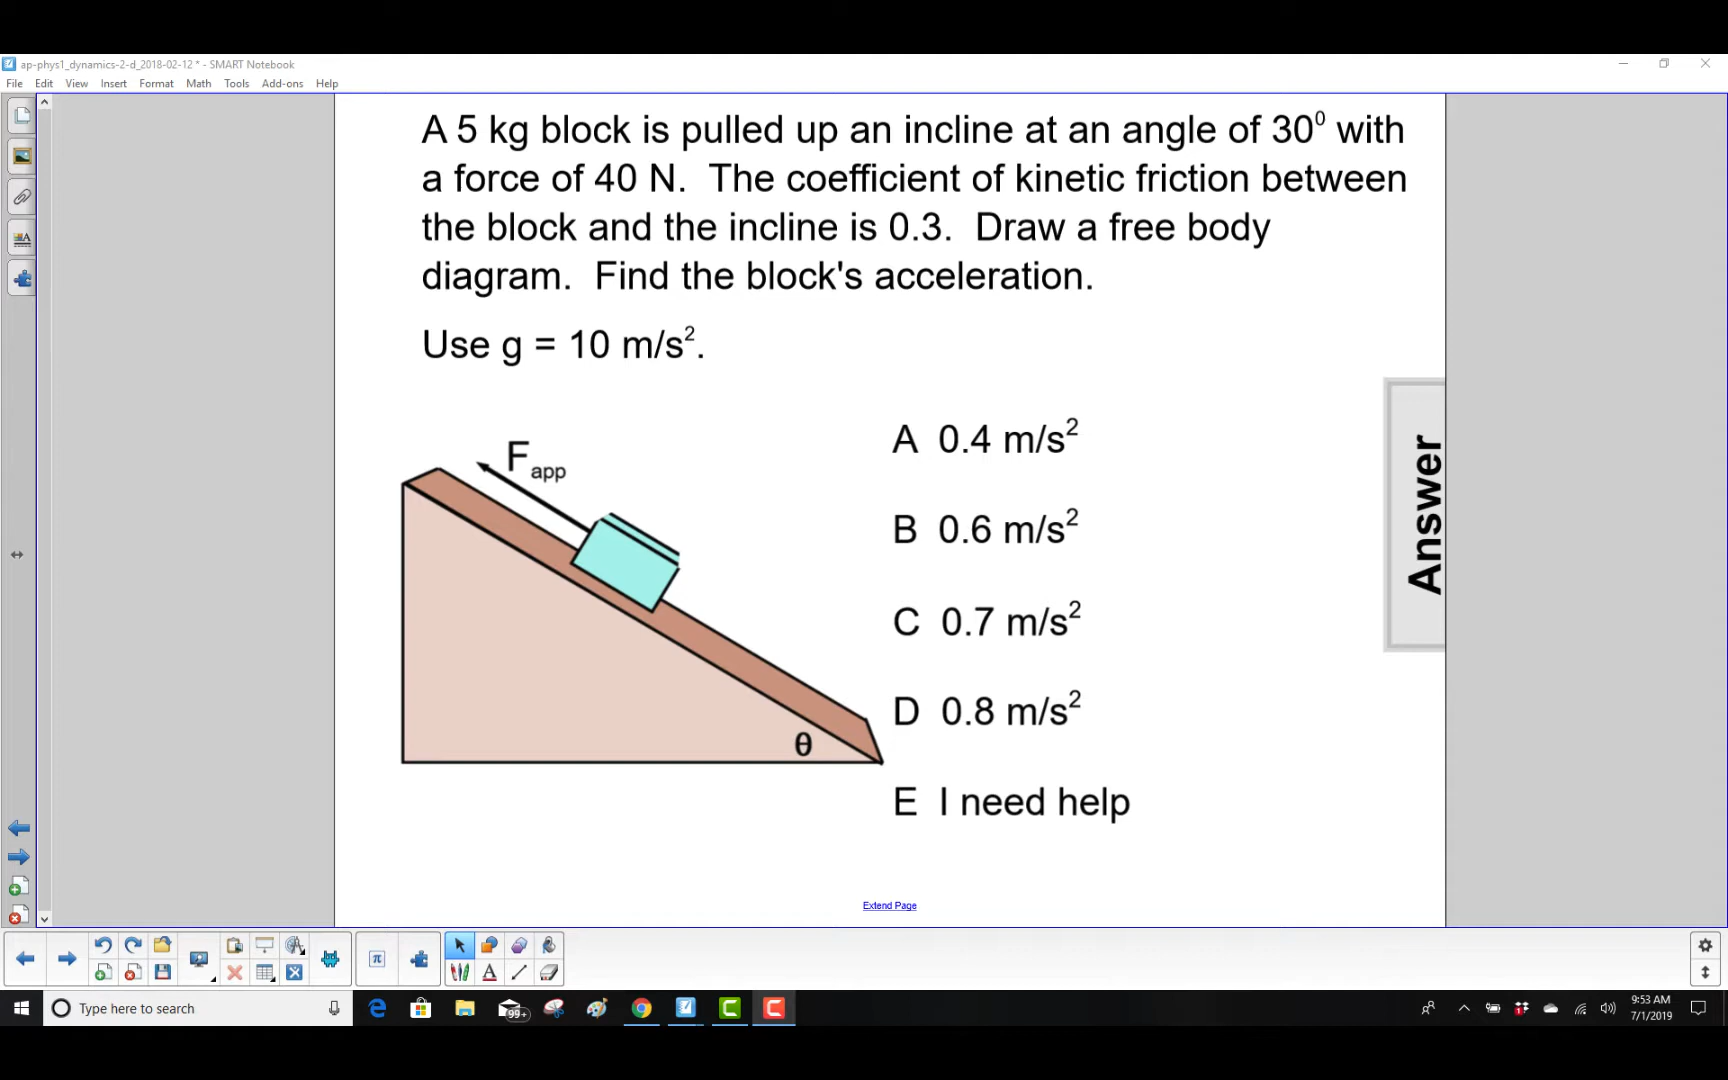 ap-phys1_dynamics-2-d_2018-02-12 * - SMART Notebook
File Edit View Insert Format Math Tools Add-ons Help
A 5 kg block is pulled up an incline at an angle of 30⁰ with
a force of 40 N. The coefficient of kinetic friction between
the block and the incline is 0.3. Draw a free body
diagram. Find the block's acceleration.
Use g = 10 m/s².
F app
θ
A 0.4 m/s²
B 0.6 m/s²
C 0.7 m/s²
D 0.8 m/s²
E I need help
Answer
Extend Page
π
A
Type here to search
99+
9:53 AM
7/1/2019